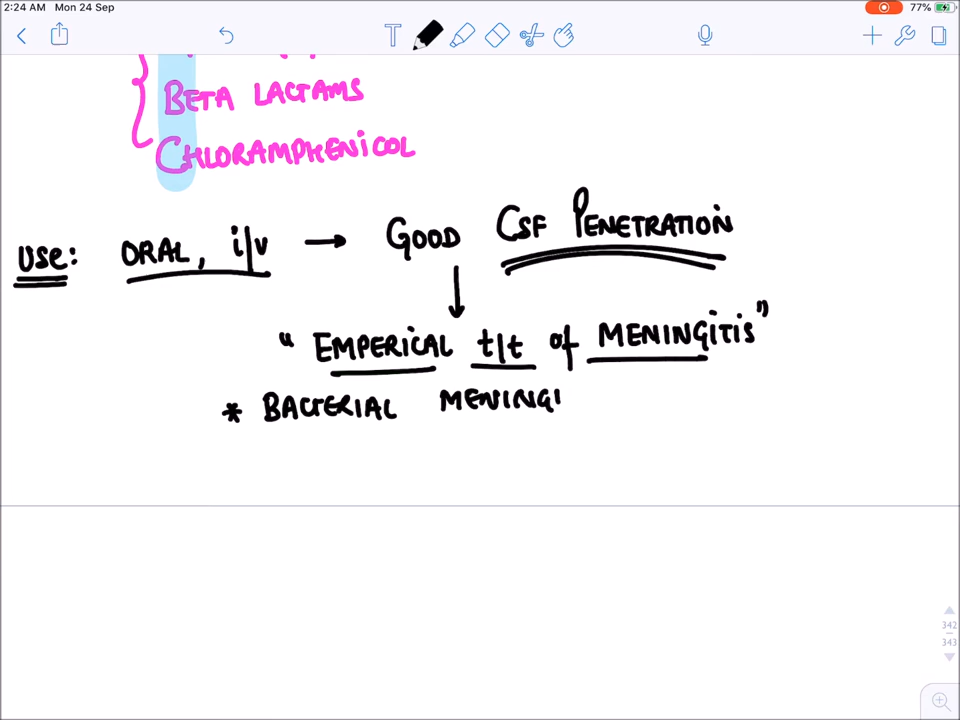 2:24 AM Mon 24 Sep 77%
T
BETA LACTAMS
CHLORAMPHENICOL
USE: ORAL, i/v → GOOD CSF PENETRATION
↓
"EMPERICAL t/t of MENINGITIS"
* BACTERIAL MENINGI
342
343